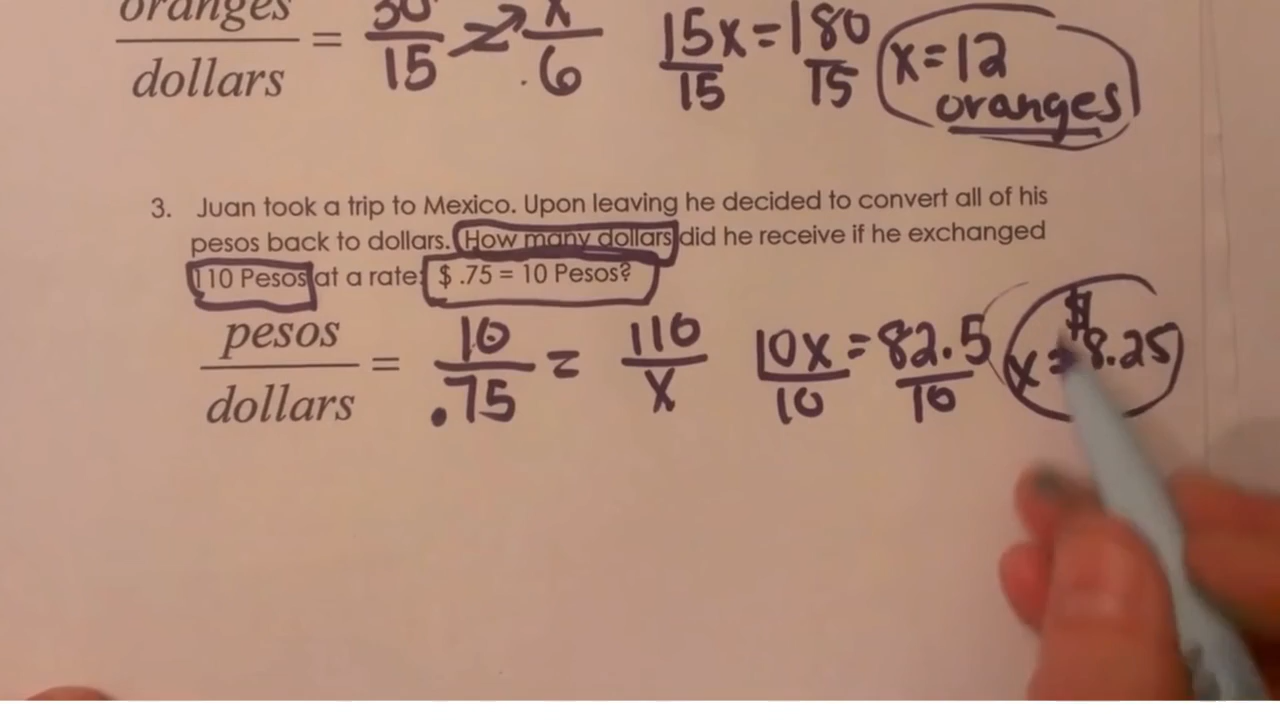 oranges / dollars = 30/15 x/6 15x/15 = 180/15 x=12 oranges
3. Juan took a trip to Mexico. Upon leaving he decided to convert all of his
pesos back to dollars. How many dollars did he receive if he exchanged
110 Pesos at a rate: $ .75 = 10 Pesos?
pesos / dollars = 10/.75 = 110/x 10x/10 = 82.5/10 x = $8.25